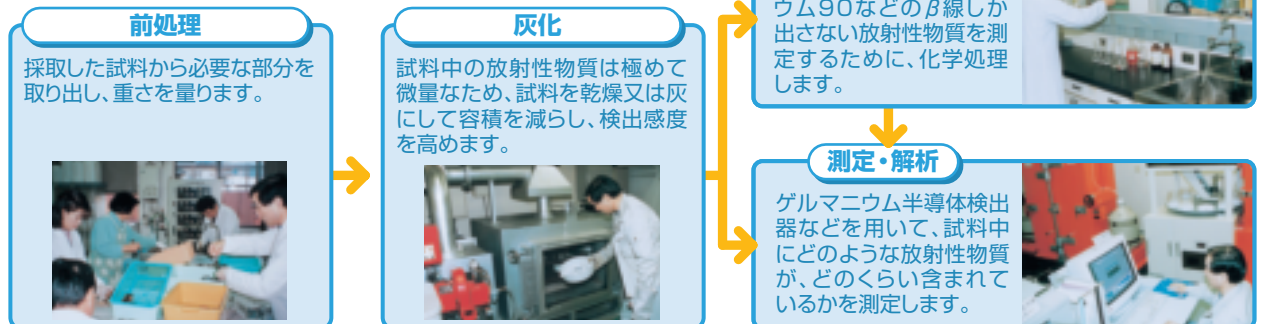 前処理
採取した試料から必要な部分を
取り出し、重さを量ります。
灰化
試料中の放射性物質は極めて
微量なため、試料を乾燥又は灰
にして容積を減らし、検出感度
を高めます。
ウム90などのβ線しか
出さない放射性物質を測
定するために、化学処理
します。
測定・解析
ゲルマニウム半導体検出
器などを用いて、試料中
にどのような放射性物質
が、どのくらい含まれて
いるかを測定します。